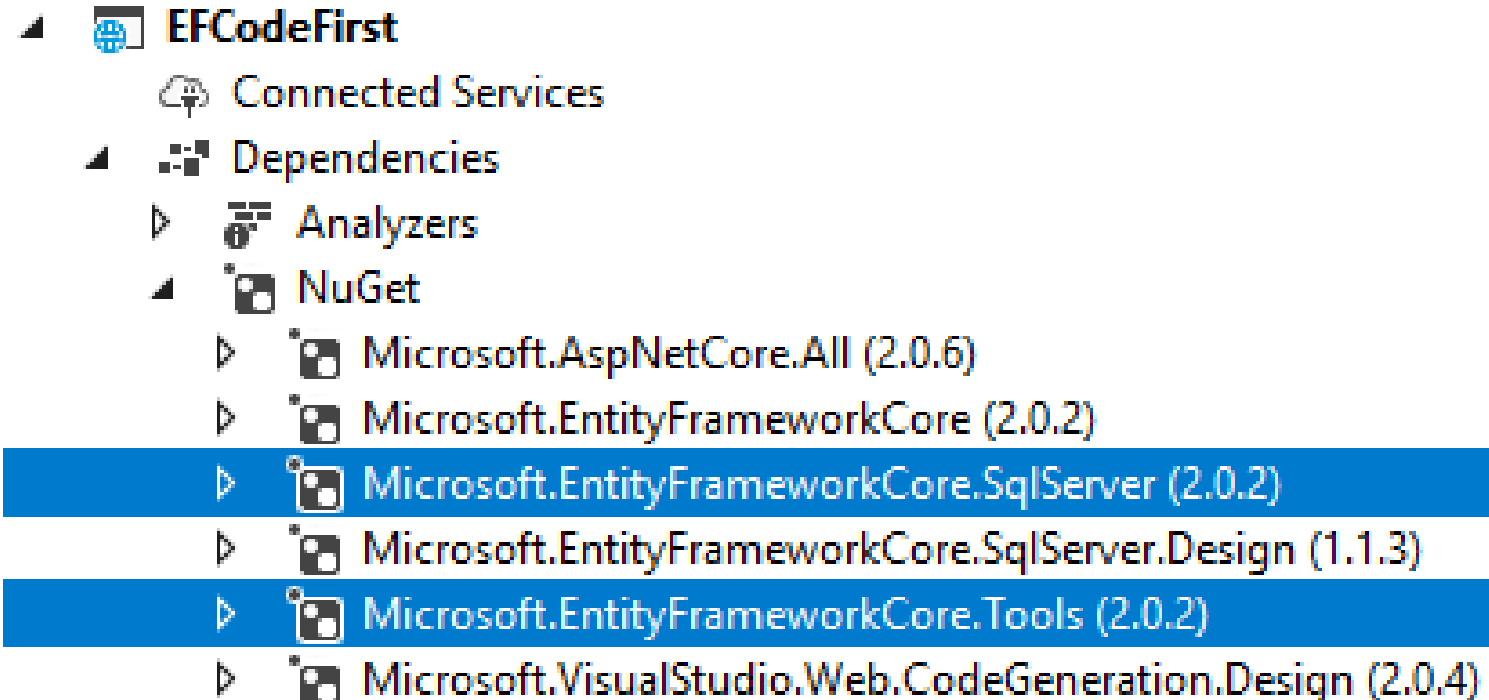 EFCodeFirst
Connected Services
Dependencies
Analyzers
NuGet
Microsoft.AspNetCore.All (2.0.6)
Microsoft.EntityFrameworkCore (2.0.2)
Microsoft.EntityFrameworkCore.SqlServer (2.0.2)
Microsoft.EntityFrameworkCore.SqlServer.Design (1.1.3)
Microsoft.EntityFrameworkCore.Tools (2.0.2)
Microsoft.VisualStudio.Web.CodeGeneration.Design (2.0.4)